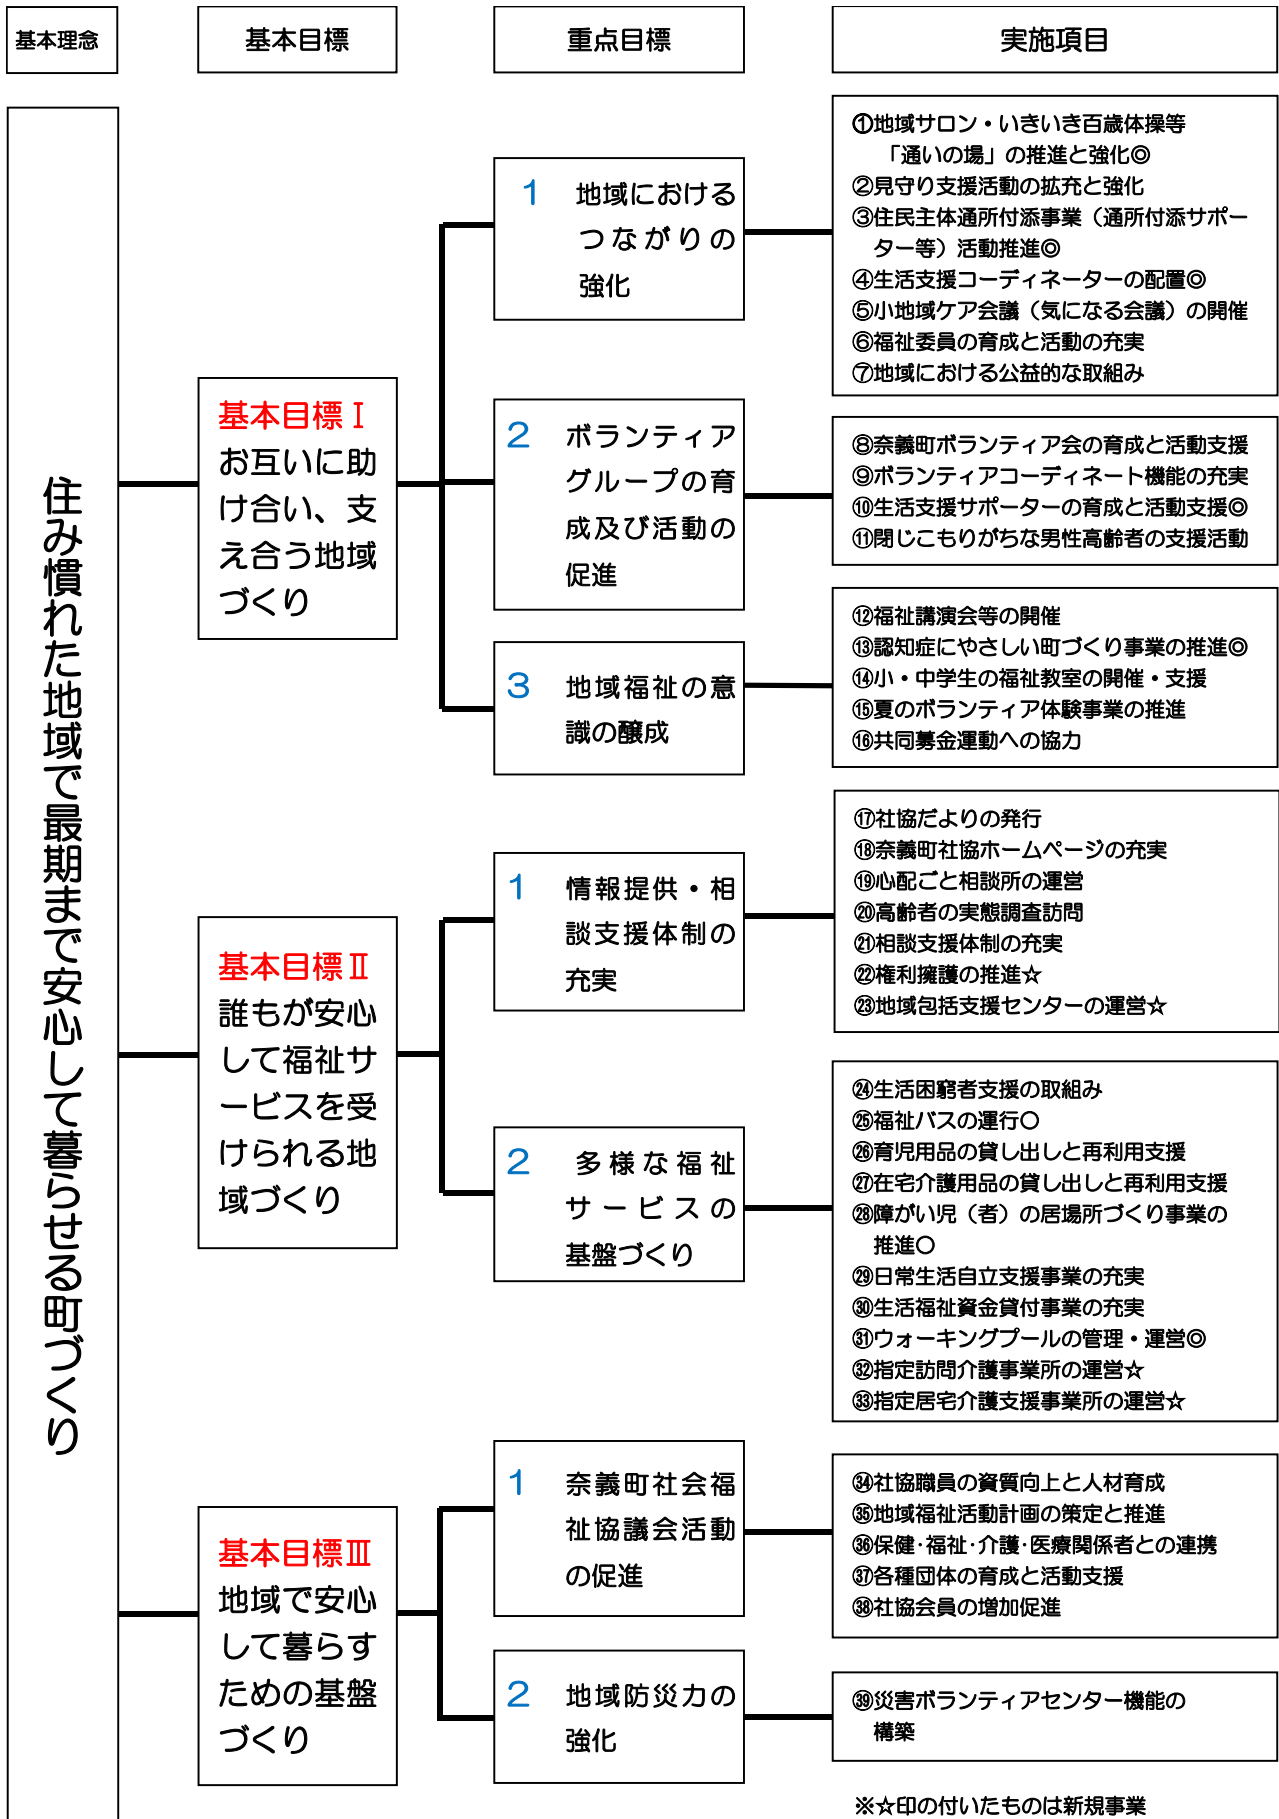 基本理念
基本目標
重点目標
実施項目
住み慣れた地域で最期まで安心して暮らせる町づくり
基本目標Ⅰ
お互いに助
け合い、支
え合う地域
づくり
1 地域における
つながりの
強化
①地域サロン・いきいき百歳体操等
「通いの場」の推進と強化◎
②見守り支援活動の拡充と強化
③住民主体通所付添事業（通所付添サポー
ター等）活動推進◎
④生活支援コーディネーターの配置◎
⑤小地域ケア会議（気になる会議）の開催
⑥福祉委員の育成と活動の充実
⑦地域における公益的な取組み
2 ボランティア
グループの育
成及び活動の
促進
⑧奈義町ボランティア会の育成と活動支援
⑨ボランティアコーディネート機能の充実
⑩生活支援サポーターの育成と活動支援◎
⑪閉じこもりがちな男性高齢者の支援活動
3 地域福祉の意
識の醸成
⑫福祉講演会等の開催
⑬認知症にやさしい町づくり事業の推進◎
⑭小・中学生の福祉教室の開催・支援
⑮夏のボランティア体験事業の推進
⑯共同募金運動への協力
基本目標Ⅱ
誰もが安心
して福祉サ
ービスを受
けられる地
域づくり
1 情報提供・相
談支援体制の
充実
⑰社協だよりの発行
⑱奈義町社協ホームページの充実
⑲心配ごと相談所の運営
⑳高齢者の実態調査訪問
㉑相談支援体制の充実
㉒権利擁護の推進☆
㉓地域包括支援センターの運営☆
2 多様な福祉
サービスの
基盤づくり
㉔生活困窮者支援の取組み
㉕福祉バスの運行○
㉖育児用品の貸し出しと再利用支援
㉗在宅介護用品の貸し出しと再利用支援
㉘障がい児（者）の居場所づくり事業の
推進○
㉙日常生活自立支援事業の充実
㉚生活福祉資金貸付事業の充実
㉛ウォーキングプールの管理・運営◎
㉜指定訪問介護事業所の運営☆
㉝指定居宅介護支援事業所の運営☆
基本目標Ⅲ
地域で安心
して暮らす
ための基盤
づくり
1 奈義町社会福
祉協議会活動
の促進
㉞社協職員の資質向上と人材育成
㉟地域福祉活動計画の策定と推進
㊱保健・福祉・介護・医療関係者との連携
㊲各種団体の育成と活動支援
㊳社協会員の増加促進
2 地域防災力の
強化
㊴災害ボランティアセンター機能の
構築
※☆印の付いたものは新規事業